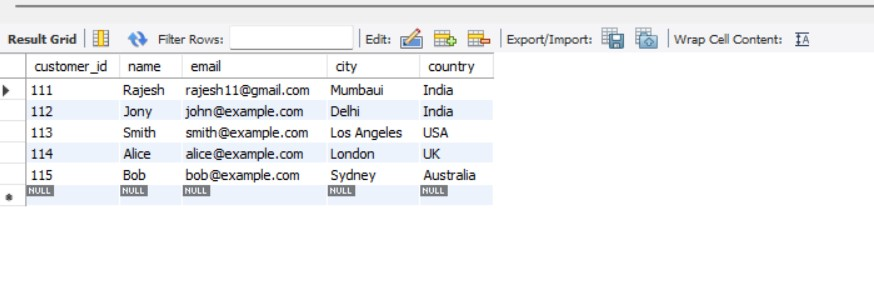 Result Grid Filter Rows: Edit: Export/Import: Wrap Cell Content: IA
customer_id name email city country
111 Rajesh rajesh11@gmail.com Mumbaui India
112 Jony john@example.com Delhi India
113 Smith smith@example.com Los Angeles USA
114 Alice alice@example.com London UK
115 Bob bob@example.com Sydney Australia
NULL NULL NULL NULL NULL